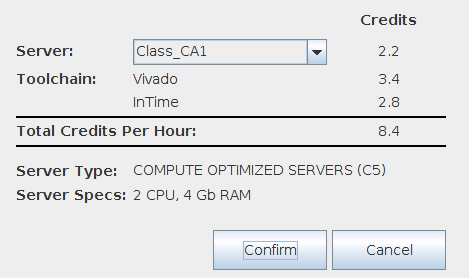 Credits
Server: Class_CA1 2.2
Toolchain: Vivado 3.4
InTime 2.8
Total Credits Per Hour: 8.4
Server Type: COMPUTE OPTIMIZED SERVERS (C5)
Server Specs: 2 CPU, 4 Gb RAM
Confirm Cancel